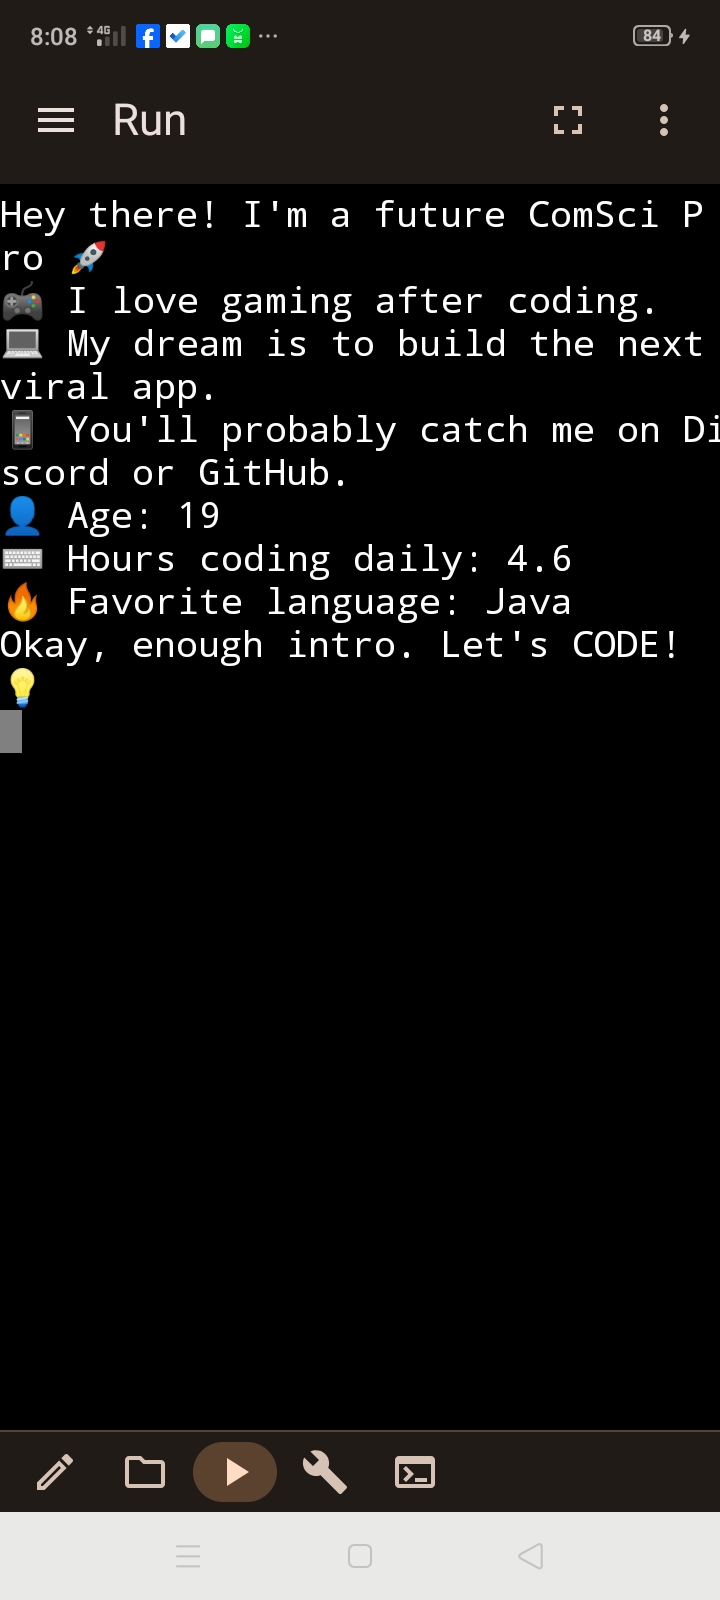 8:08 4G 84
Run
Hey there! I'm a future ComSci P
ro 🚀
🎮 I love gaming after coding.
💻 My dream is to build the next
viral app.
📱 You'll probably catch me on Di
scord or GitHub.
👤 Age: 19
⌨️ Hours coding daily: 4.6
🔥 Favorite language: Java
Okay, enough intro. Let's CODE!
💡